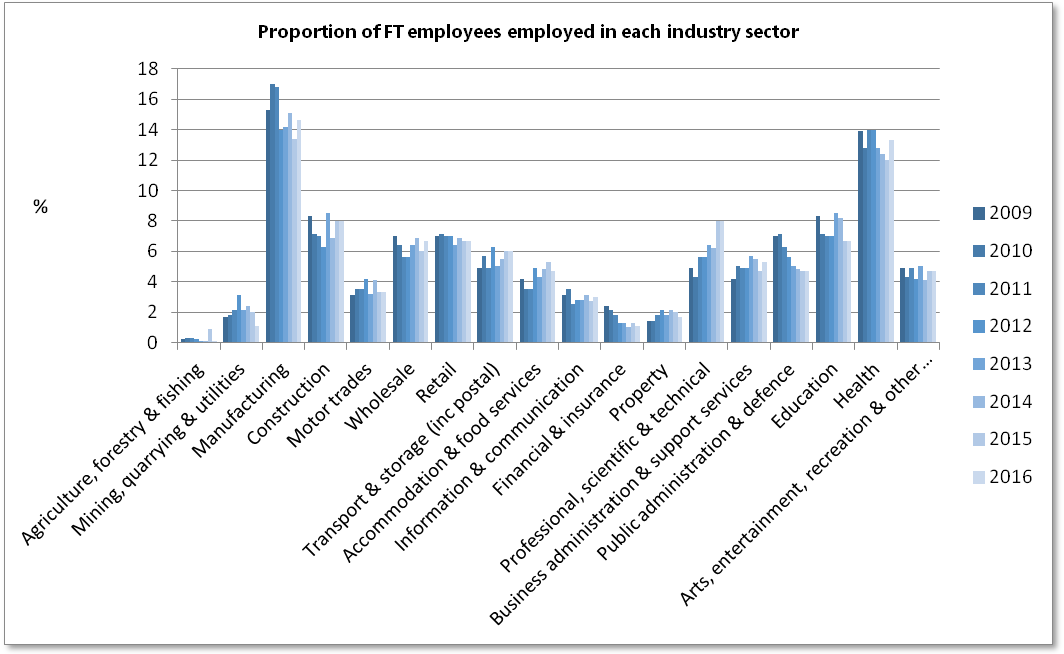 Proportion of FT employees employed in each industry sector
18
16
14
12
10
8
6
4
2
0
%
Agriculture, forestry & fishing
Mining, quarrying & utilities
Manufacturing
Construction
Motor trades
Wholesale
Retail
Transport & storage (inc postal)
Accommodation & food services
Information & communication
Financial & insurance
Property
Professional, scientific & technical
Business administration & support services
Public administration & defence
Education
Health
Arts, entertainment, recreation & other...
2009
2010
2011
2012
2013
2014
2015
2016